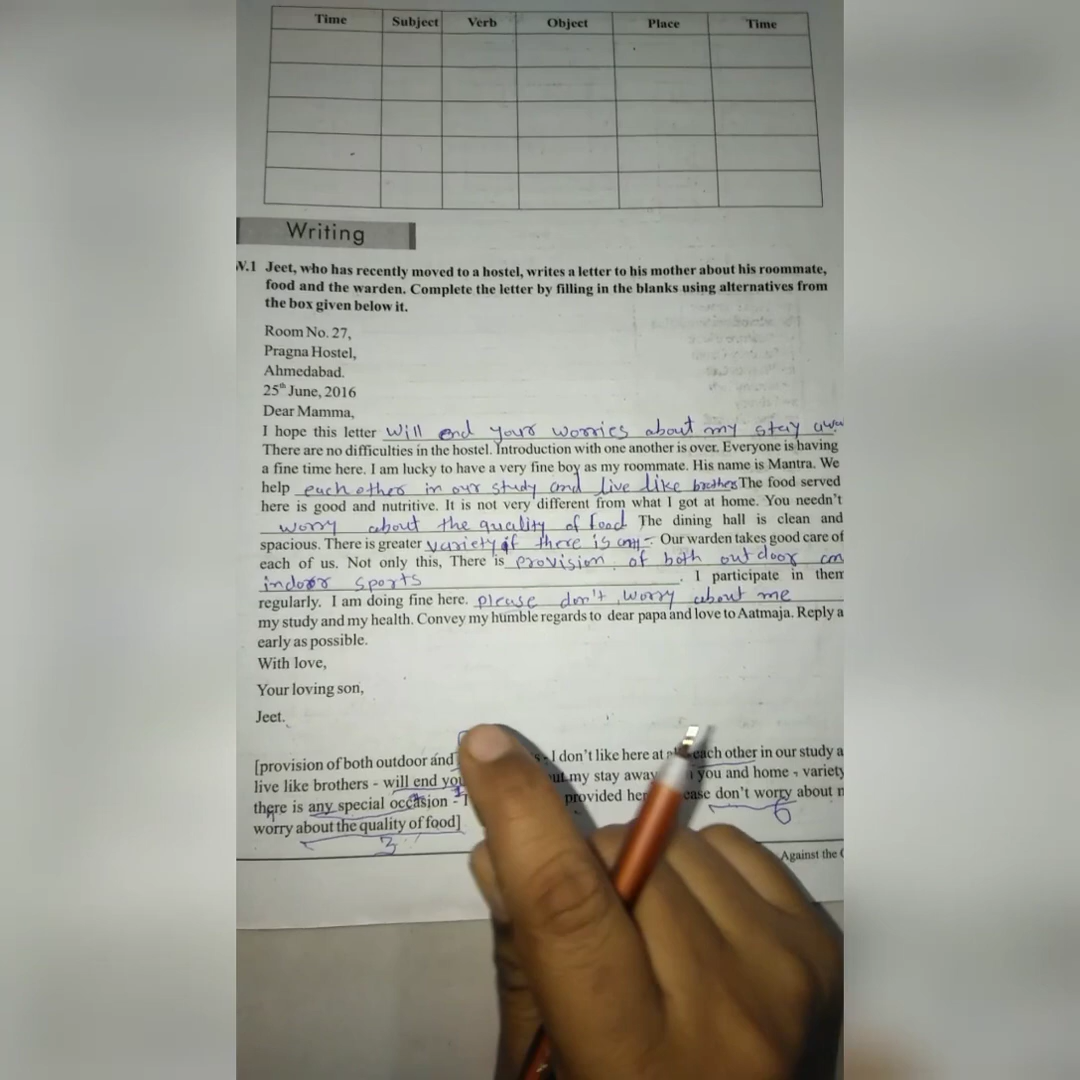 Time Subject Verb Object Place Time
Writing
V.1 Jeet, who has recently moved to a hostel, writes a letter to his mother about his roommate,
food and the warden. Complete the letter by filling in the blanks using alternatives from
the box given below it.
Room No. 27,
Pragna Hostel,
Ahmedabad.
25th June, 2016
Dear Mamma,
I hope this letter will end your worries about my stay awa
There are no difficulties in the hostel. Introduction with one another is over. Everyone is having
a fine time here. I am lucky to have a very fine boy as my roommate. His name is Mantra. We
help each other in our study and live like brothers The food served
here is good and nutritive. It is not very different from what I got at home. You needn't
worry about the quality of food The dining hall is clean and
spacious. There is greater variety if there is any-. Our warden takes good care of
each of us. Not only this, There is provision of both outdoor an
indoor sports . I participate in them
regularly. I am doing fine here. please don't worry about me
my study and my health. Convey my humble regards to dear papa and love to Aatmaja. Reply a
early as possible.
With love,
Your loving son,
Jeet.
[provision of both outdoor and - I don't like here at each other in our study a
live like brothers - will end you my stay away you and home - variety
there is any special occasion - provided don't worry about
worry about the quality of food]
6
3
Against the